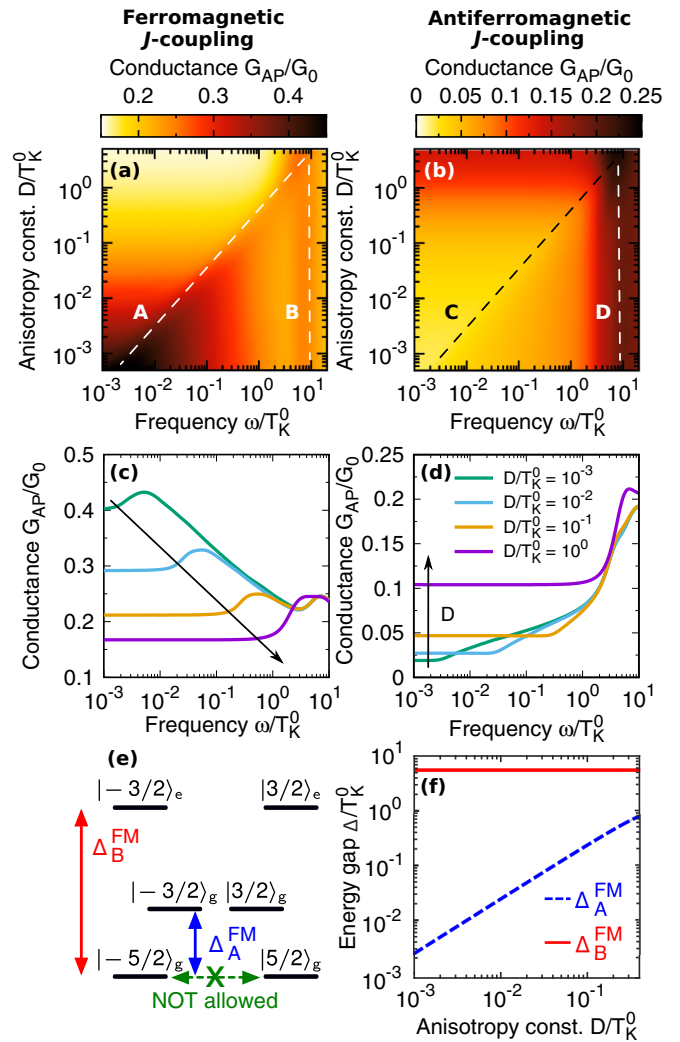 Ferromagnetic
J-coupling
Antiferromagnetic
J-coupling
Conductance G_AP/G_0
0.2 0.3 0.4
Conductance G_AP/G_0
0 0.05 0.1 0.15 0.2 0.25
(a)
Anisotropy const. D/T_K^0
10^0
10^-1
10^-2
10^-3
A
B
10^-3 10^-2 10^-1 10^0 10^1
Frequency ω/T_K^0
(b)
Anisotropy const. D/T_K^0
10^0
10^-1
10^-2
10^-3
C
D
10^-3 10^-2 10^-1 10^0 10^1
Frequency ω/T_K^0
(c)
Conductance G_AP/G_0
0.5
0.4
0.3
0.2
0.1
10^-3 10^-2 10^-1 10^0 10^1
Frequency ω/T_K^0
(d)
Conductance G_AP/G_0
0.25
0.2
0.15
0.1
0.05
0
D/T_K^0 = 10^-3
D/T_K^0 = 10^-2
D/T_K^0 = 10^-1
D/T_K^0 = 10^0
D
10^-3 10^-2 10^-1 10^0 10^1
Frequency ω/T_K^0
(e)
|−3/2⟩_e |3/2⟩_e
Δ_B^FM
|−3/2⟩_g |3/2⟩_g
Δ_A^FM
|−5/2⟩_g |5/2⟩_g
X
NOT allowed
(f)
Energy gap Δ/T_K^0
10^1
10^0
10^-1
10^-2
10^-3
Δ_A^FM
Δ_B^FM
10^-3 10^-2 10^-1
Anisotropy const. D/T_K^0